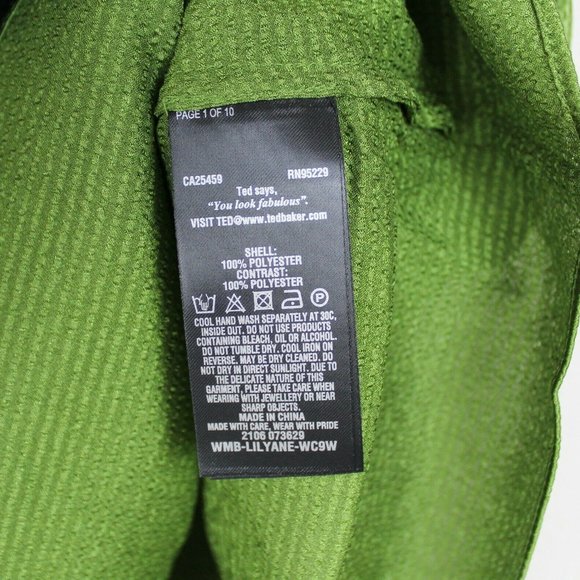 PAGE 1 OF 10
CA25459 RN95229
Ted says,
"You look fabulous".
VISIT TED@www.tedbaker.com
SHELL:
100% POLYESTER
CONTRAST:
100% POLYESTER
COOL HAND WASH SEPARATELY AT 30C,
INSIDE OUT. DO NOT USE PRODUCTS
CONTAINING BLEACH, OIL OR ALCOHOL.
DO NOT TUMBLE DRY. COOL IRON ON
REVERSE. MAY BE DRY CLEANED. DO
NOT DRY IN DIRECT SUNLIGHT. DUE TO
THE DELICATE NATURE OF THIS
GARMENT, PLEASE TAKE CARE WHEN
WEARING WITH JEWELLERY OR NEAR
SHARP OBJECTS.
MADE IN CHINA
MADE WITH CARE, WEAR WITH PRIDE
2106 073629
WMB-LILYANE-WC9W